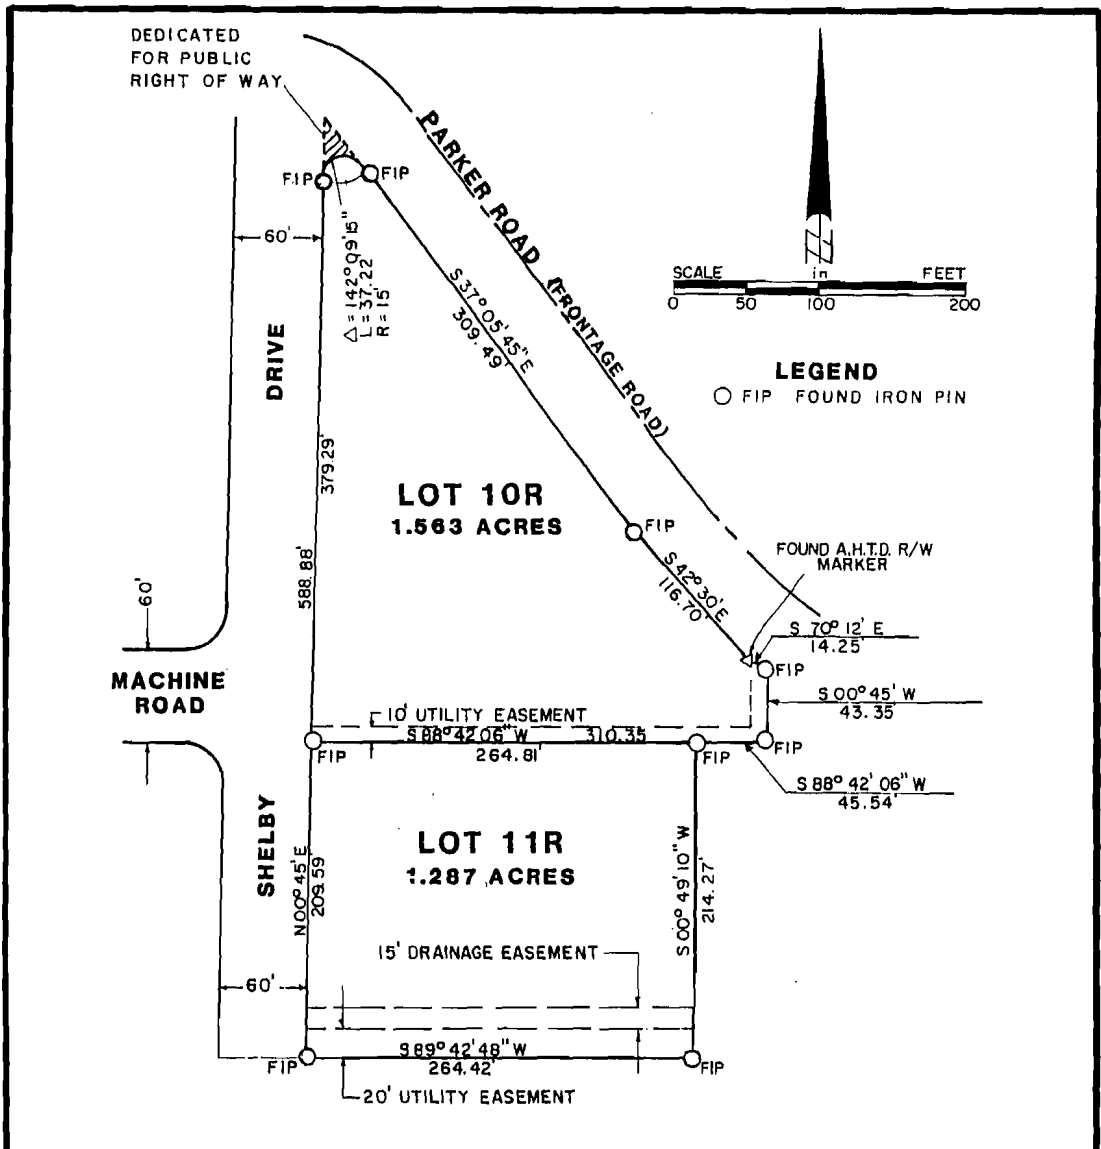 DEDICATED
FOR PUBLIC
RIGHT OF WAY
FIP
FIP
60'
△ = 142° 09' 15"
L = 37.22
R = 15'
PARKER ROAD (FRONTAGE ROAD)
S 37° 05' 45" E
309.49'
SCALE in FEET
0 50 100 200
LEGEND
FIP FOUND IRON PIN
DRIVE
379.29'
588.88'
LOT 10R
1.563 ACRES
FIP
FOUND A.H.T.D. R/W
MARKER
S 42° 30' E
116.70'
60'
S 70° 12' E
14.25'
FIP
MACHINE
ROAD
S 00° 45' W
43.35'
10' UTILITY EASEMENT
S 88° 42 06" W 310.35
264.81'
FIP
FIP
FIP
S 88° 42' 06" W
45.54'
SHELBY
LOT 11R
1.287 ACRES
N 00° 45' E
209.59'
S 00° 49' 10" W
214.27'
15' DRAINAGE EASEMENT
60'
S 89° 42' 48" W
264.42'
FIP
FIP
20' UTILITY EASEMENT